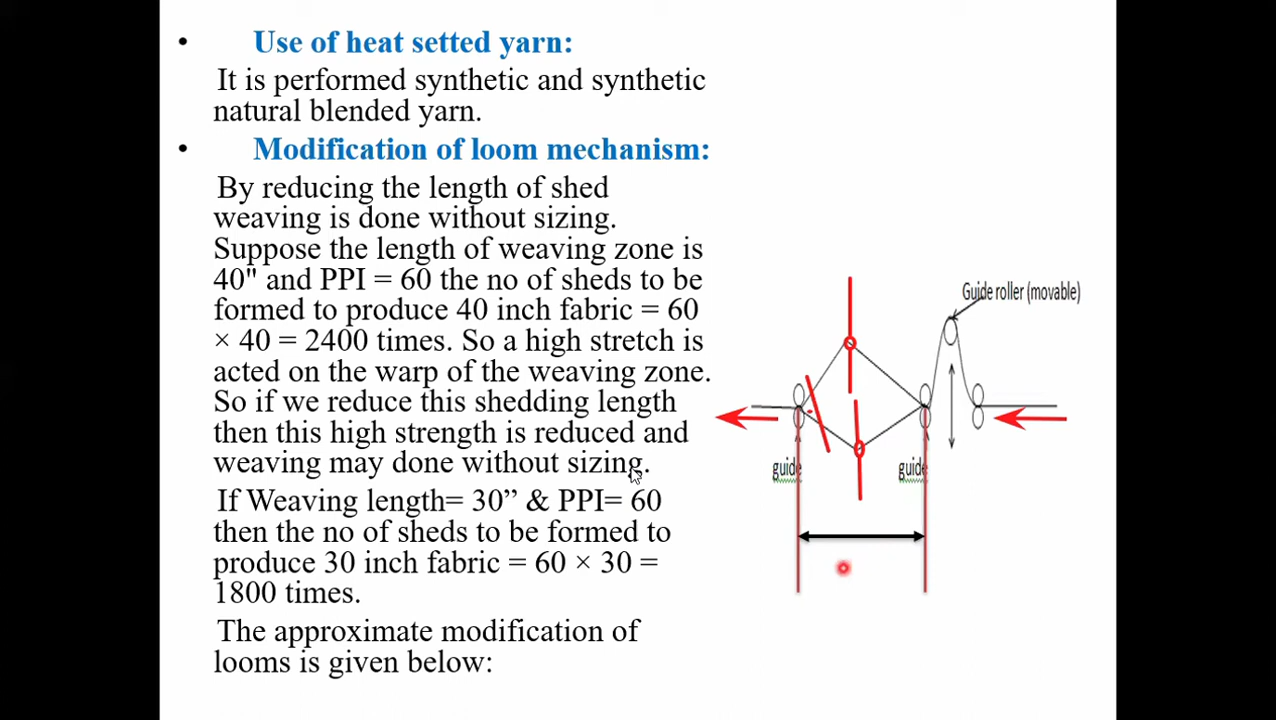 • Use of heat setted yarn:
It is performed synthetic and synthetic
natural blended yarn.
• Modification of loom mechanism:
By reducing the length of shed
weaving is done without sizing.
Suppose the length of weaving zone is
40" and PPI = 60 the no of sheds to be
formed to produce 40 inch fabric = 60
× 40 = 2400 times. So a high stretch is
acted on the warp of the weaving zone.
So if we reduce this shedding length
then this high strength is reduced and
weaving may done without sizing.
If Weaving length= 30” & PPI= 60
then the no of sheds to be formed to
produce 30 inch fabric = 60 × 30 =
1800 times.
The approximate modification of
looms is given below:
Guide roller (movable)
guide
guide